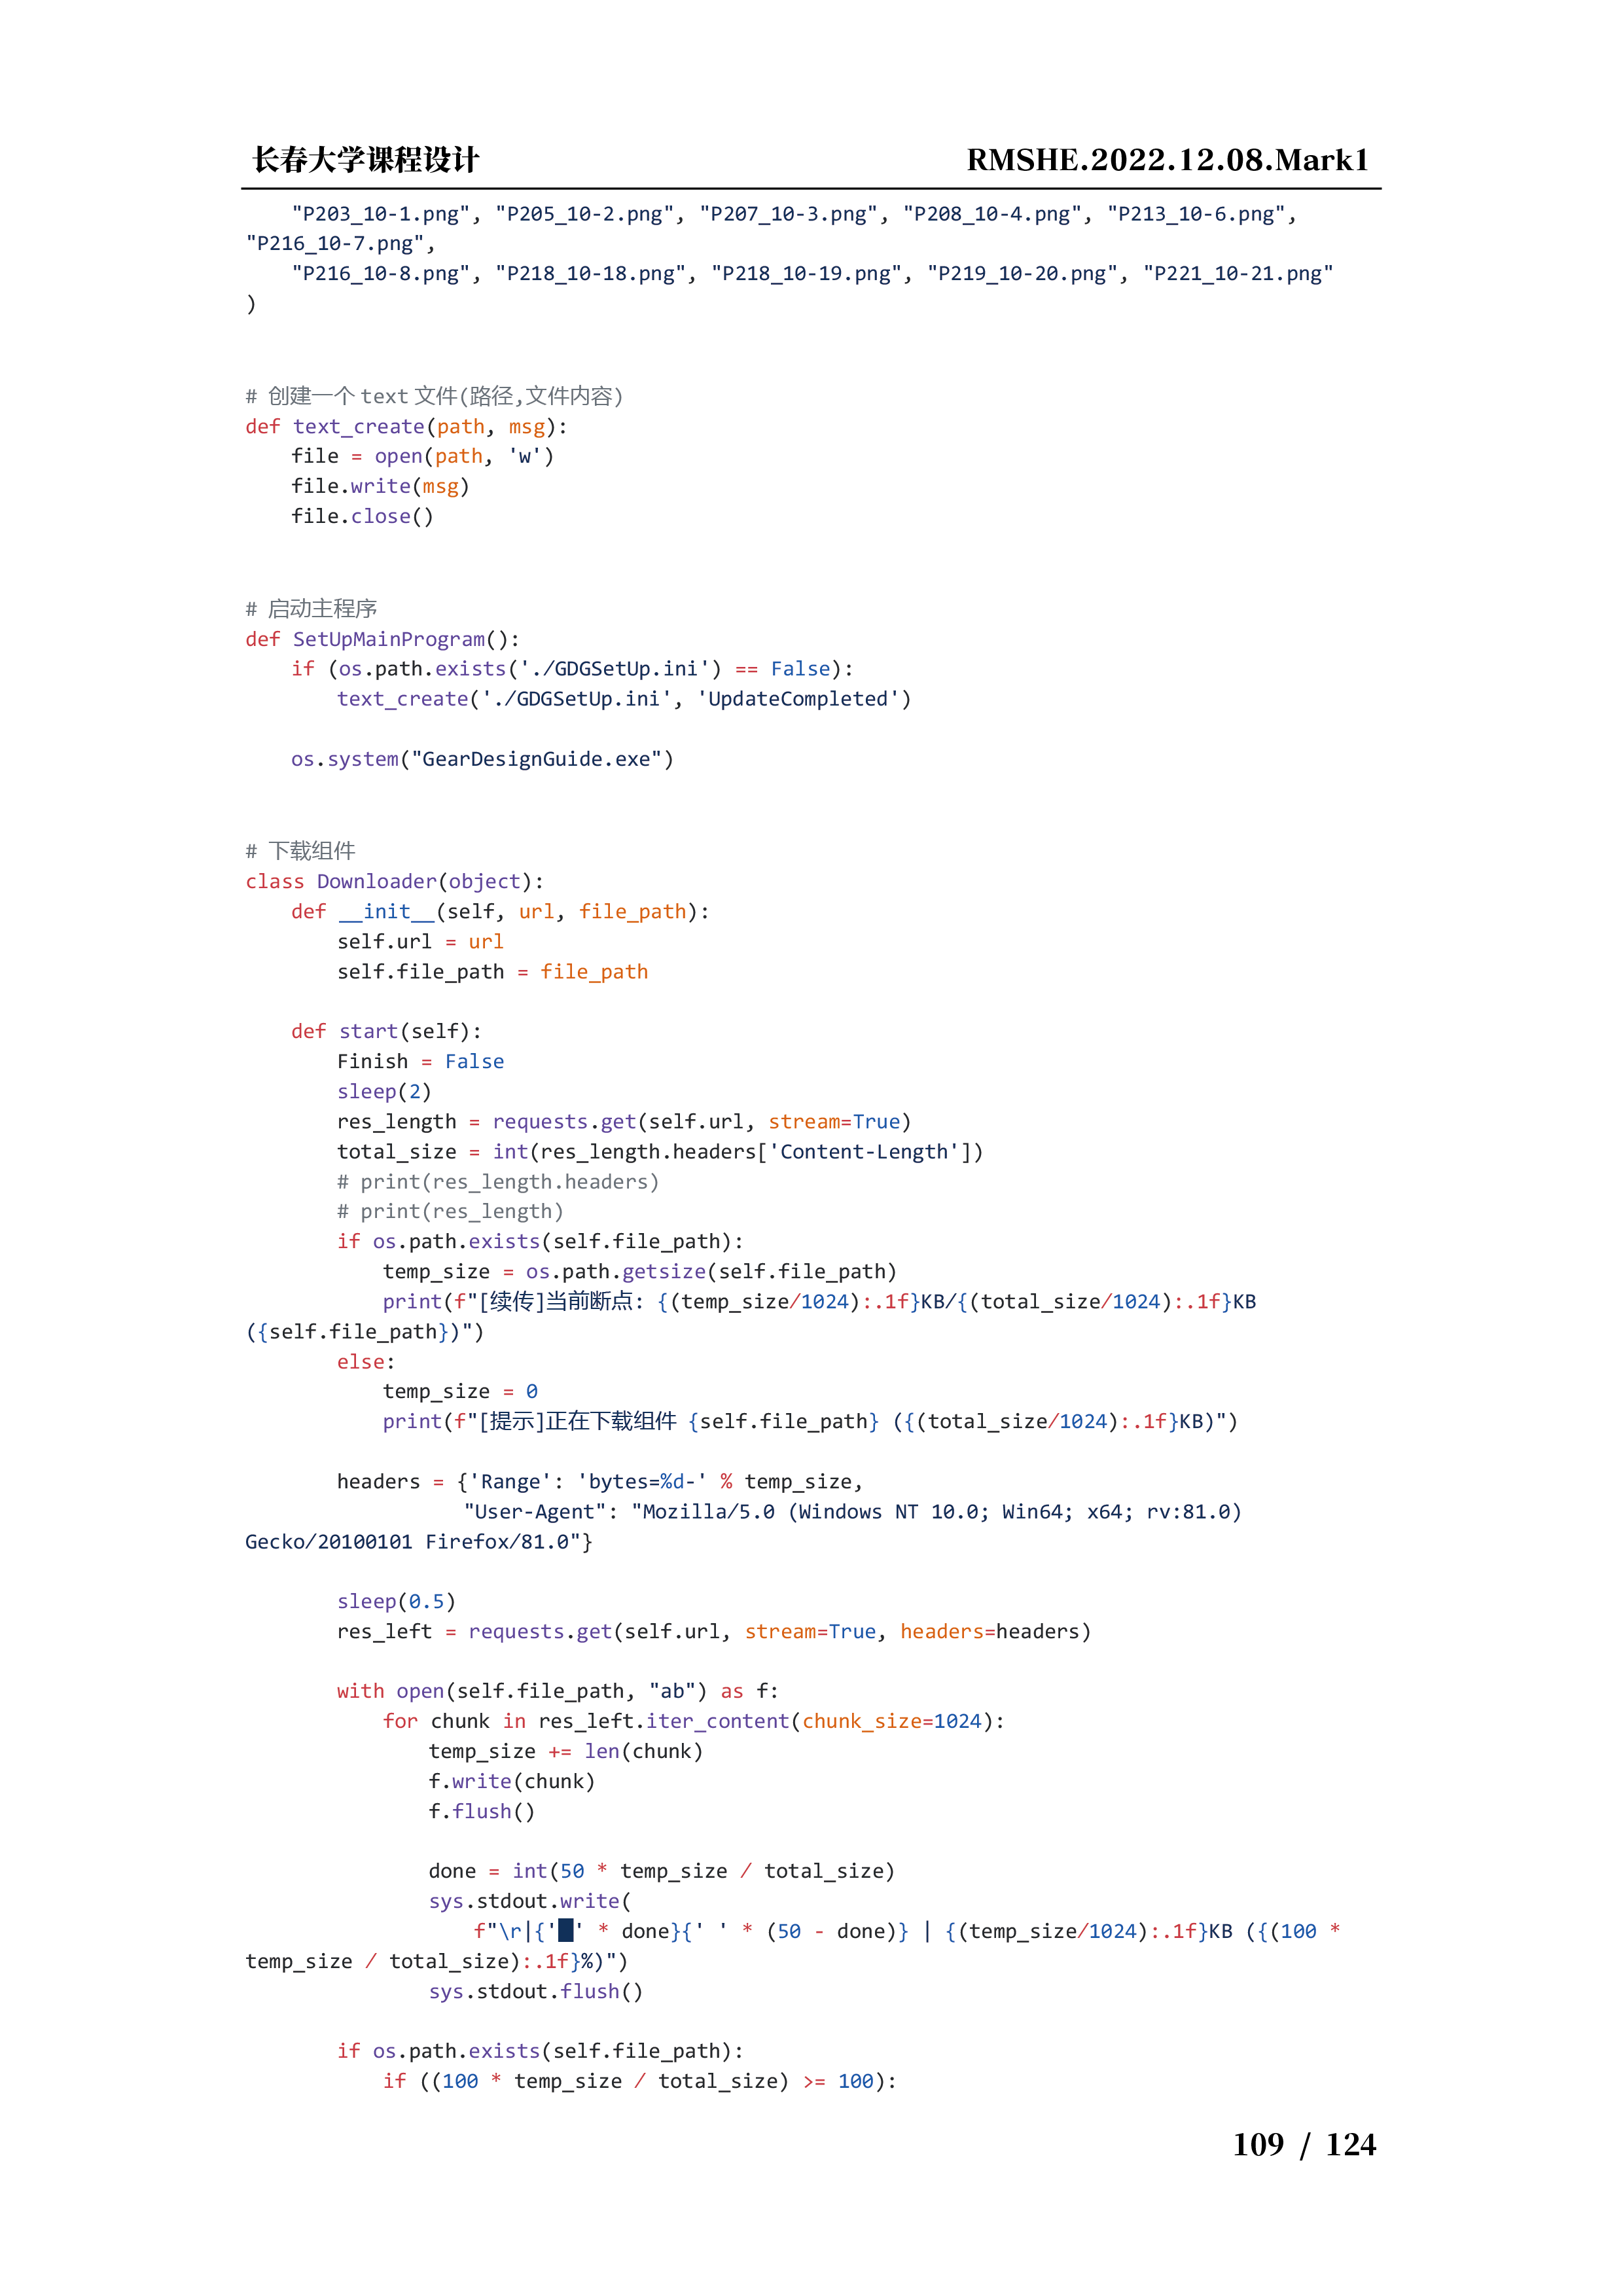 长春大学课程设计 RMSHE.2022.12.08.Mark1
    "P203_10-1.png", "P205_10-2.png", "P207_10-3.png", "P208_10-4.png", "P213_10-6.png",
"P216_10-7.png",
    "P216_10-8.png", "P218_10-18.png", "P218_10-19.png", "P219_10-20.png", "P221_10-21.png"
)
# 创建一个 text 文件(路径,文件内容)
def text_create(path, msg):
    file = open(path, 'w')
    file.write(msg)
    file.close()
# 启动主程序
def SetUpMainProgram():
    if (os.path.exists('./GDGSetUp.ini') == False):
        text_create('./GDGSetUp.ini', 'UpdateCompleted')
    os.system("GearDesignGuide.exe")
# 下载组件
class Downloader(object):
    def __init__(self, url, file_path):
        self.url = url
        self.file_path = file_path
    def start(self):
        Finish = False
        sleep(2)
        res_length = requests.get(self.url, stream=True)
        total_size = int(res_length.headers['Content-Length'])
        # print(res_length.headers)
        # print(res_length)
        if os.path.exists(self.file_path):
            temp_size = os.path.getsize(self.file_path)
            print(f"[续传]当前断点: {(temp_size/1024):.1f}KB/{(total_size/1024):.1f}KB
({self.file_path})")
        else:
            temp_size = 0
            print(f"[提示]正在下载组件 {self.file_path} ({(total_size/1024):.1f}KB)")
        headers = {'Range': 'bytes=%d-' % temp_size,
                   "User-Agent": "Mozilla/5.0 (Windows NT 10.0; Win64; x64; rv:81.0)
Gecko/20100101 Firefox/81.0"}
        sleep(0.5)
        res_left = requests.get(self.url, stream=True, headers=headers)
        with open(self.file_path, "ab") as f:
            for chunk in res_left.iter_content(chunk_size=1024):
                temp_size += len(chunk)
                f.write(chunk)
                f.flush()
                done = int(50 * temp_size / total_size)
                sys.stdout.write(
                    f"\r|{'█' * done}{' ' * (50 - done)} | {(temp_size/1024):.1f}KB ({(100 *
temp_size / total_size):.1f}%)")
                sys.stdout.flush()
        if os.path.exists(self.file_path):
            if ((100 * temp_size / total_size) >= 100):
109 / 124